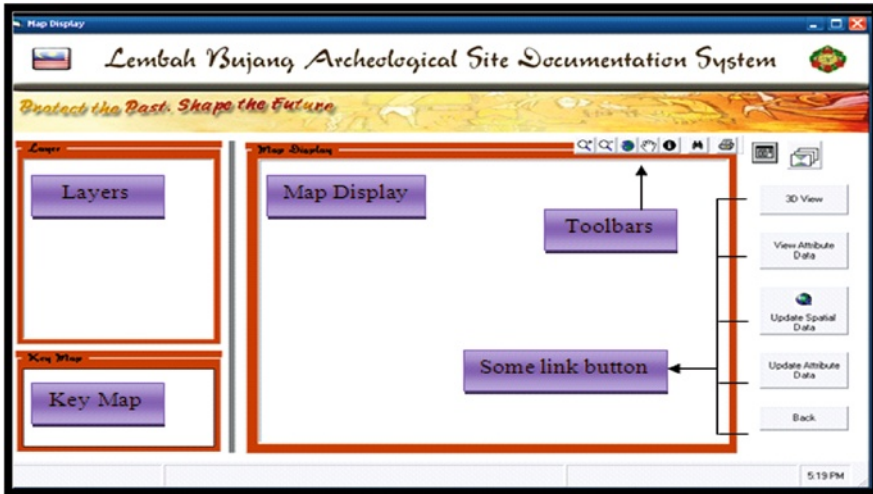 Map Display
Lembah Bujang Archeological Site Documentation System
Protect the Past. Shape the Future
Layer
Layers
Map Display
Map Display
Toolbars
3D View
View Attribute
Data
Update Spatial
Data
Some link button
Update Attribute
Data
Back
Key Map
Key Map
5:19 PM